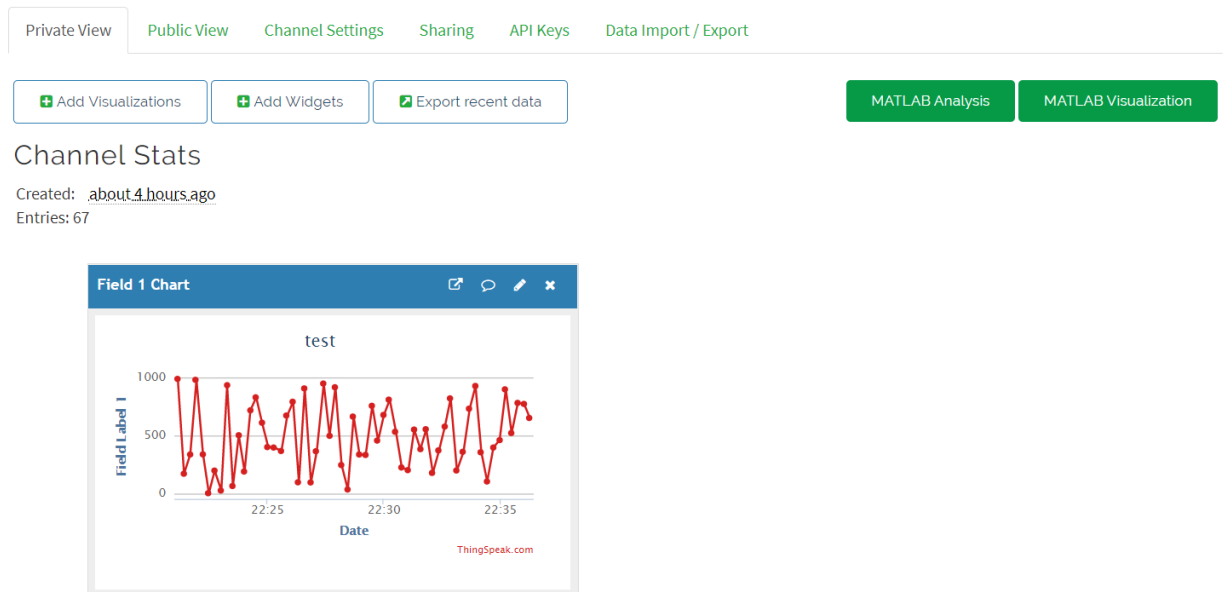 Private View Public View Channel Settings Sharing API Keys Data Import / Export
Add Visualizations Add Widgets Export recent data MATLAB Analysis MATLAB Visualization
Channel Stats
Created: about 4 hours ago
Entries: 67
Field 1 Chart
test
Field Label 1
1000
500
0
22:25 22:30 22:35
Date
ThingSpeak.com